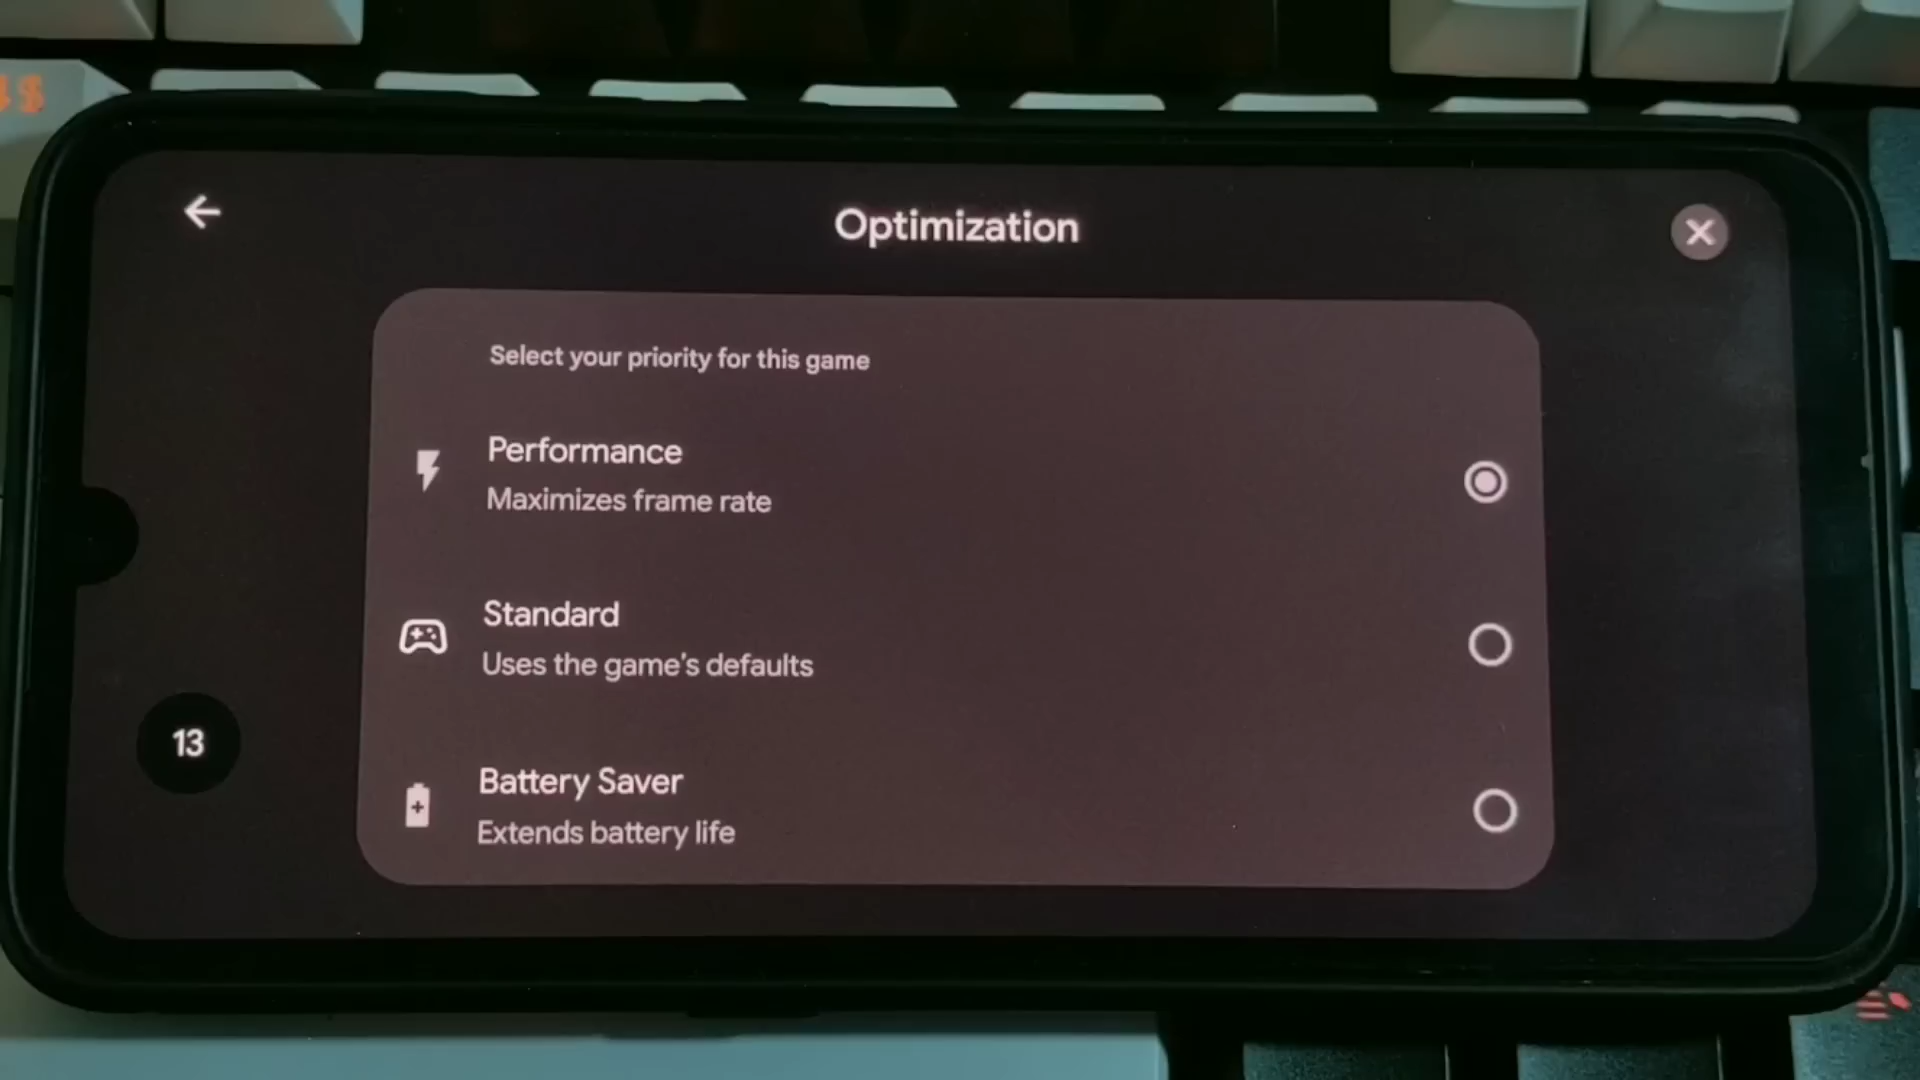 4$
Optimization
Select your priority for this game
Performance
Maximizes frame rate
Standard
Uses the game's defaults
13
Battery Saver
Extends battery life